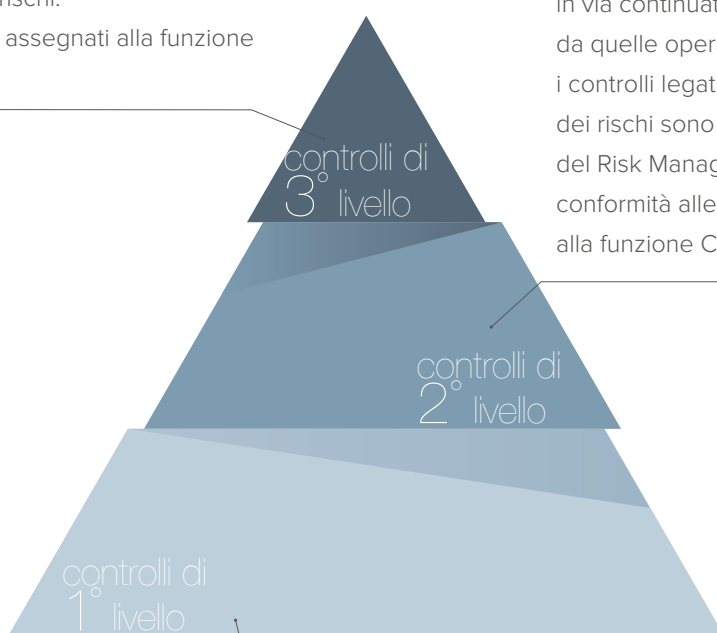 rischi.
assegnati alla funzione
in via continuat
da quelle opera
i controlli legat
dei rischi sono
del Risk Manag
conformità alle
alla funzione C
controlli di
3° livello
controlli di
2° livello
controlli di
1° livello